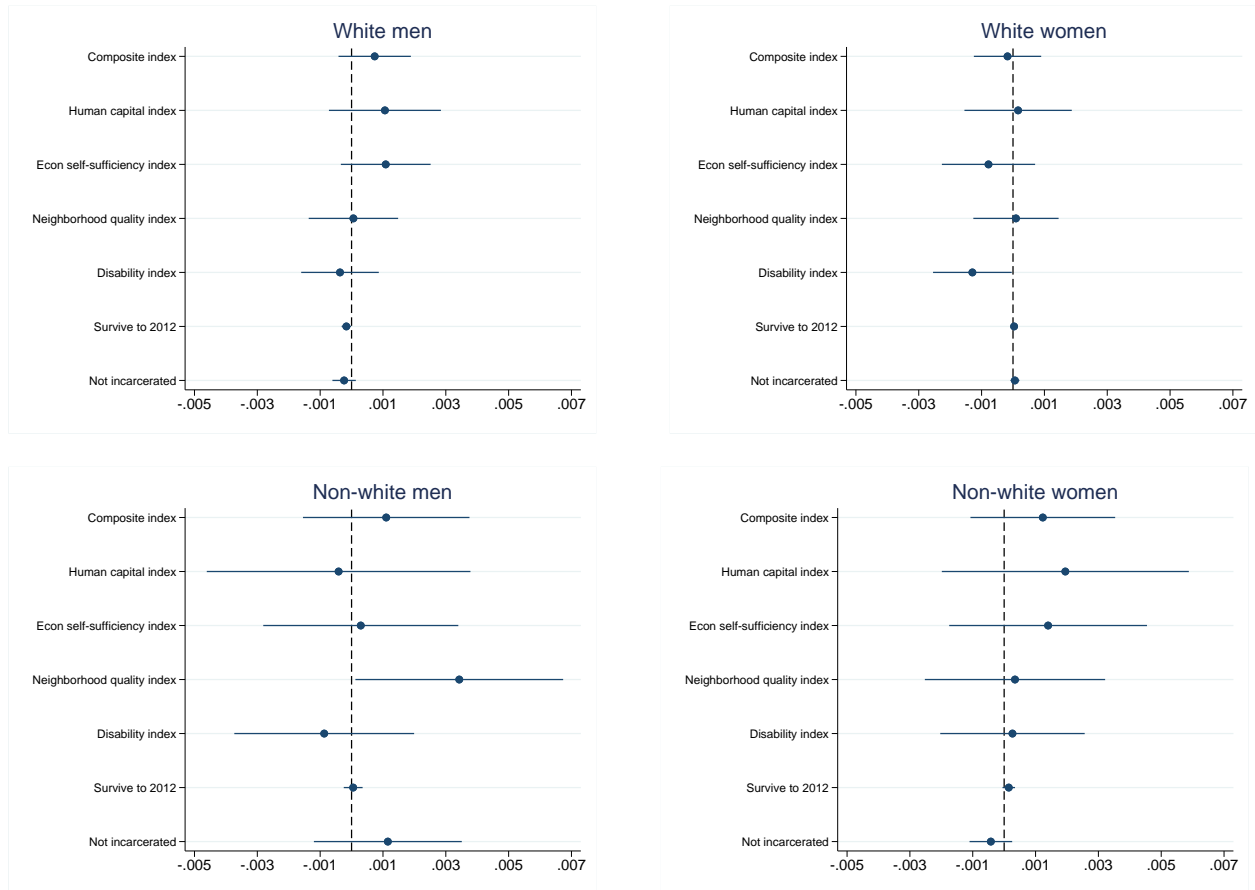 White men
Composite index
Human capital index
Econ self-sufficiency index
Neighborhood quality index
Disability index
Survive to 2012
Not incarcerated
-.005 -.003 -.001 .001 .003 .005 .007
White women
Composite index
Human capital index
Econ self-sufficiency index
Neighborhood quality index
Disability index
Survive to 2012
Not incarcerated
-.005 -.003 -.001 .001 .003 .005 .007
Non-white men
Composite index
Human capital index
Econ self-sufficiency index
Neighborhood quality index
Disability index
Survive to 2012
Not incarcerated
-.005 -.003 -.001 .001 .003 .005 .007
Non-white women
Composite index
Human capital index
Econ self-sufficiency index
Neighborhood quality index
Disability index
Survive to 2012
Not incarcerated
-.005 -.003 -.001 .001 .003 .005 .007